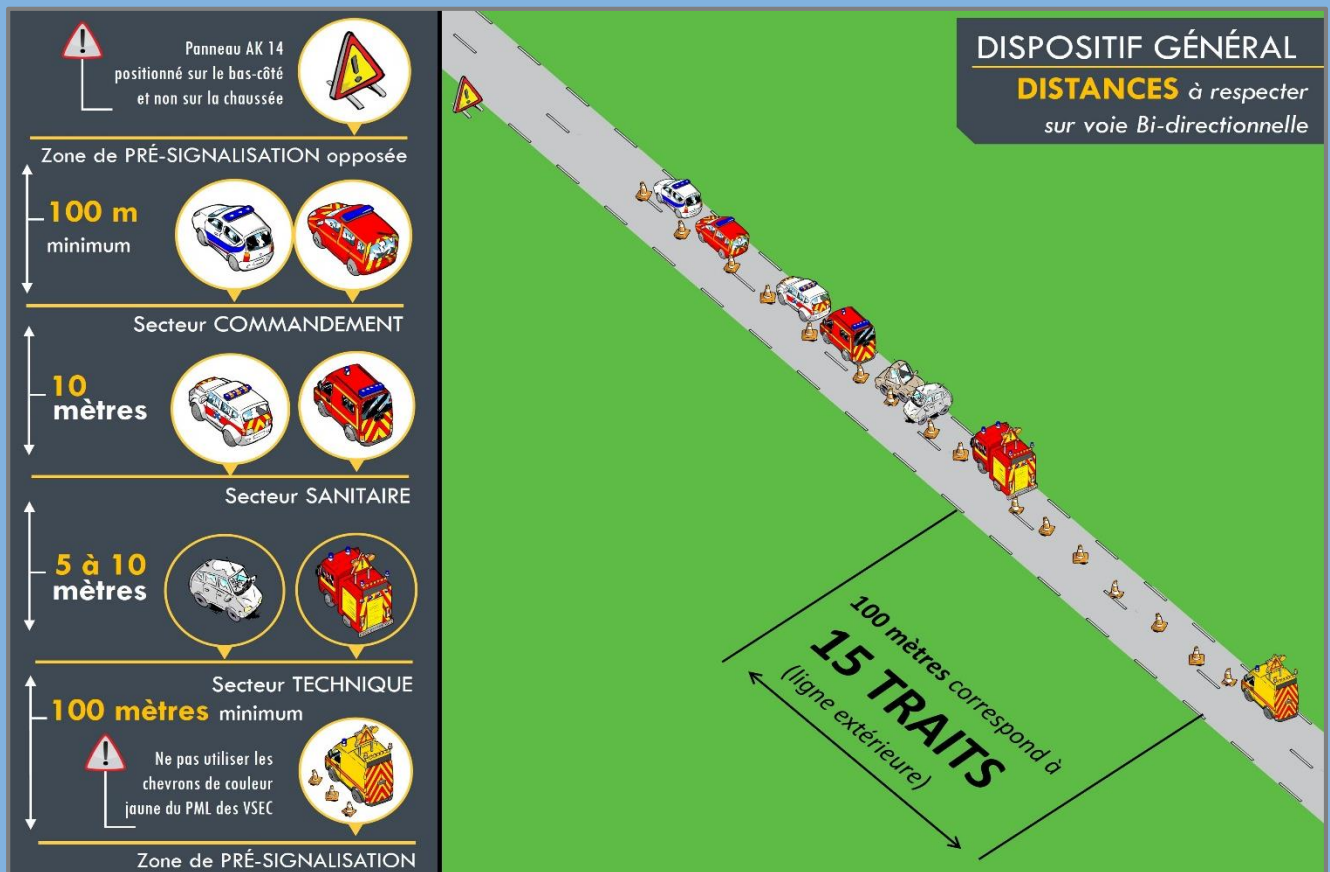 Panneau AK 14
positionné sur le bas-côté
et non sur la chaussée
Zone de PRÉ-SIGNALISATION opposée
100 m
minimum
Secteur COMMANDEMENT
10
mètres
Secteur SANITAIRE
5 à 10
mètres
Secteur TECHNIQUE
100 mètres minimum
Ne pas utiliser les
chevrons de couleur
jaune du PML des VSEC
Zone de PRÉ-SIGNALISATION
DISPOSITIF GÉNÉRAL
DISTANCES à respecter
sur voie Bi-directionnelle
100 mètres correspond à
15 TRAITS
(ligne extérieure)